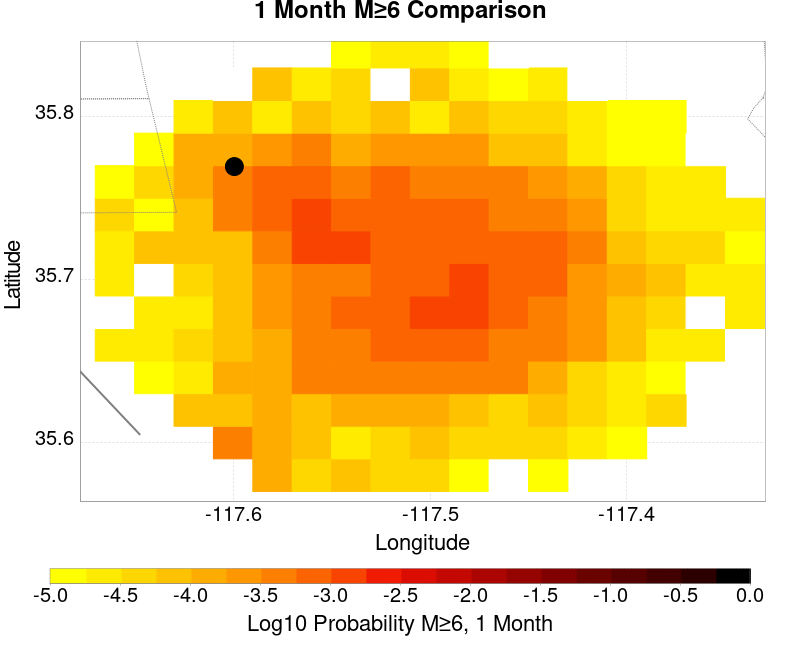 1 Month M≥6 Comparison
35.8
35.7
35.6
Latitude
-117.6 -117.5 -117.4
Longitude
-5.0 -4.5 -4.0 -3.5 -3.0 -2.5 -2.0 -1.5 -1.0 -0.5 0.0
Log10 Probability M≥6, 1 Month